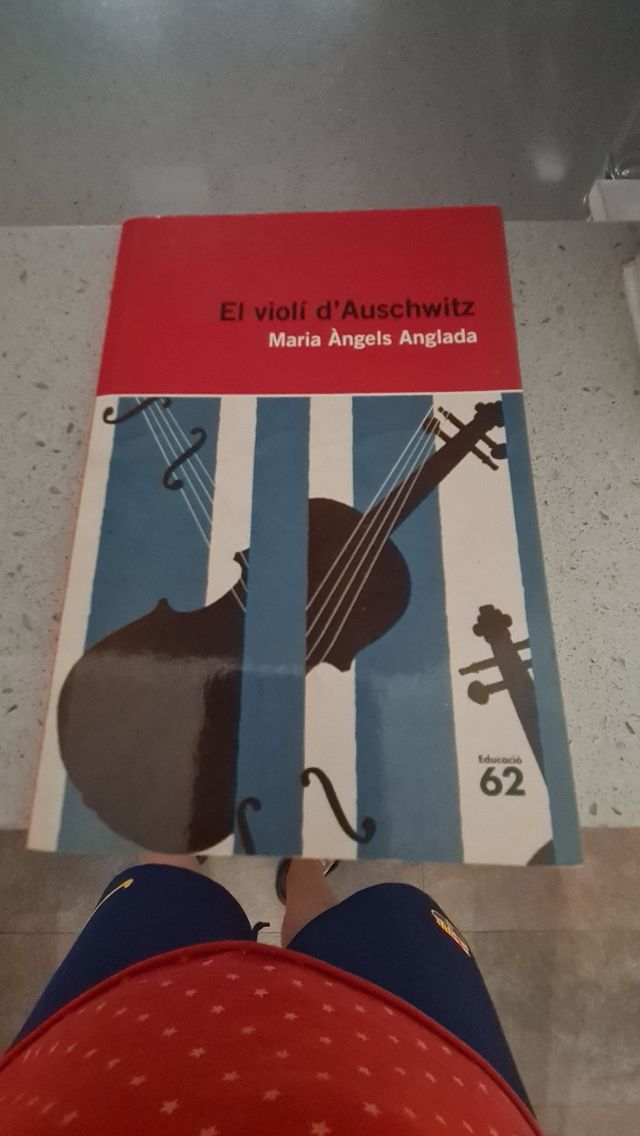 El violí d'Auschwitz
Maria Àngels Anglada
Educació
62